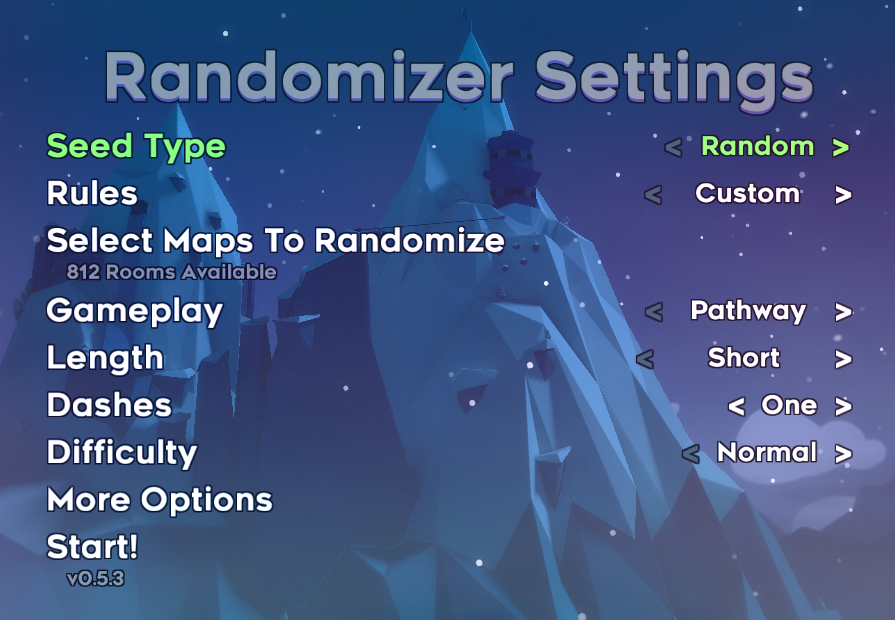 Randomizer Settings
Seed Type < Random >
Rules < Custom >
Select Maps To Randomize
812 Rooms Available
Gameplay < Pathway >
Length < Short >
Dashes < One >
Difficulty < Normal >
More Options
Start!
v0.5.3